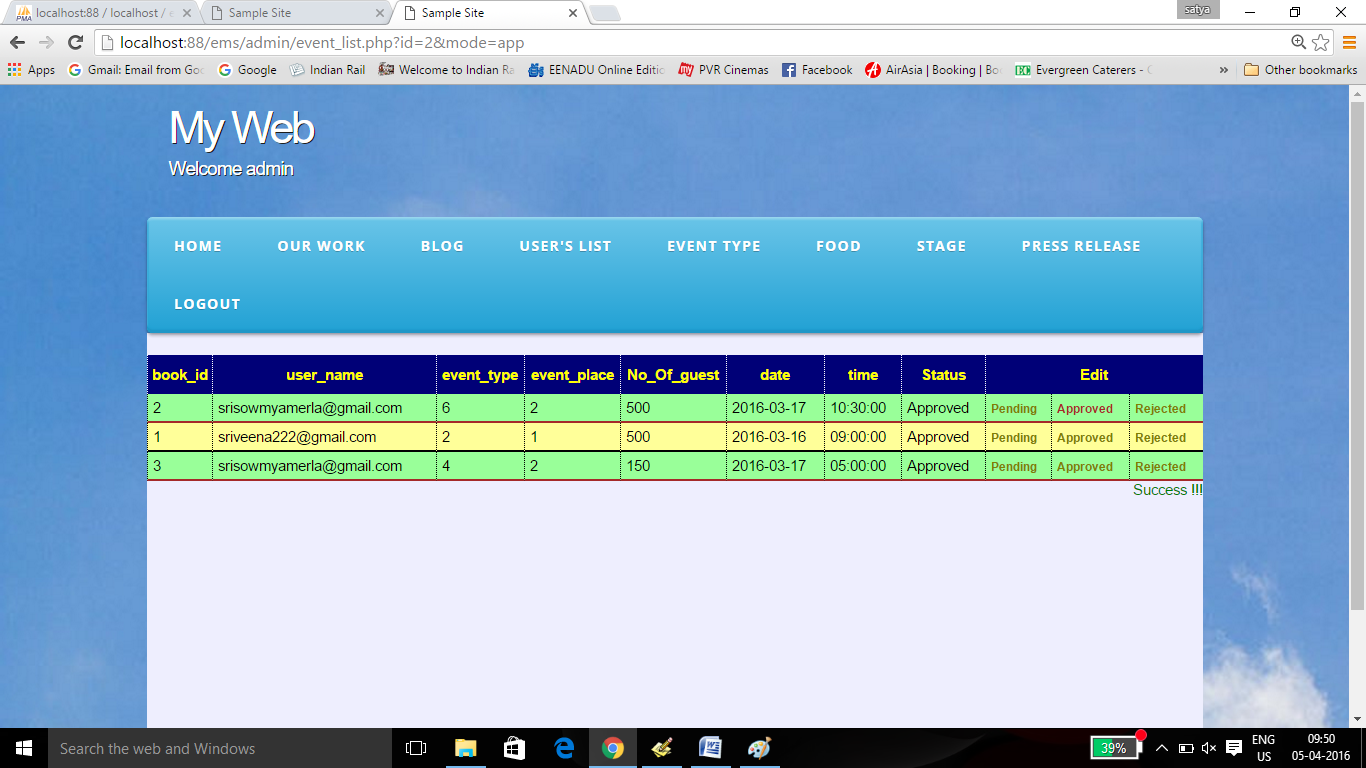 PMA localhost:88 / localhost / e
Sample Site
Sample Site
satya
localhost:88/ems/admin/event_list.php?id=2&mode=app
Apps Gmail: Email from Goo Google Indian Rail Welcome to Indian Ra EENADU Online Editio PVR Cinemas Facebook AirAsia | Booking | Bo Evergreen Caterers - C » Other bookmarks
My Web
Welcome admin
HOME OUR WORK BLOG USER'S LIST EVENT TYPE FOOD STAGE PRESS RELEASE
LOGOUT
book_id user_name event_type event_place No_Of_guest date time Status Edit
2 srisowmyamerla@gmail.com 6 2 500 2016-03-17 10:30:00 Approved Pending Approved Rejected
1 sriveena222@gmail.com 2 1 500 2016-03-16 09:00:00 Approved Pending Approved Rejected
3 srisowmyamerla@gmail.com 4 2 150 2016-03-17 05:00:00 Approved Pending Approved Rejected
Success !!!
Search the web and Windows
39%
ENG
US
09:50
05-04-2016